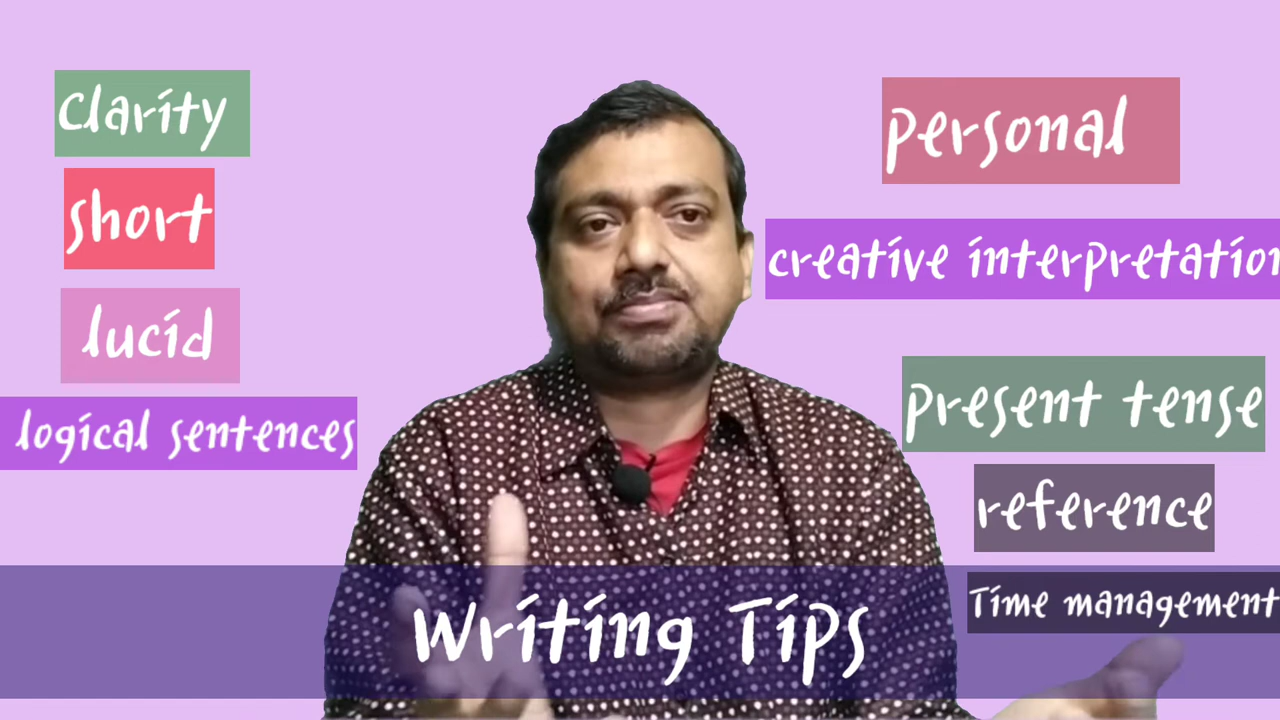 Clarity
short
lucid
logical sentences
personal
creative interpretation
present tense
reference
Time management
Writing Tips